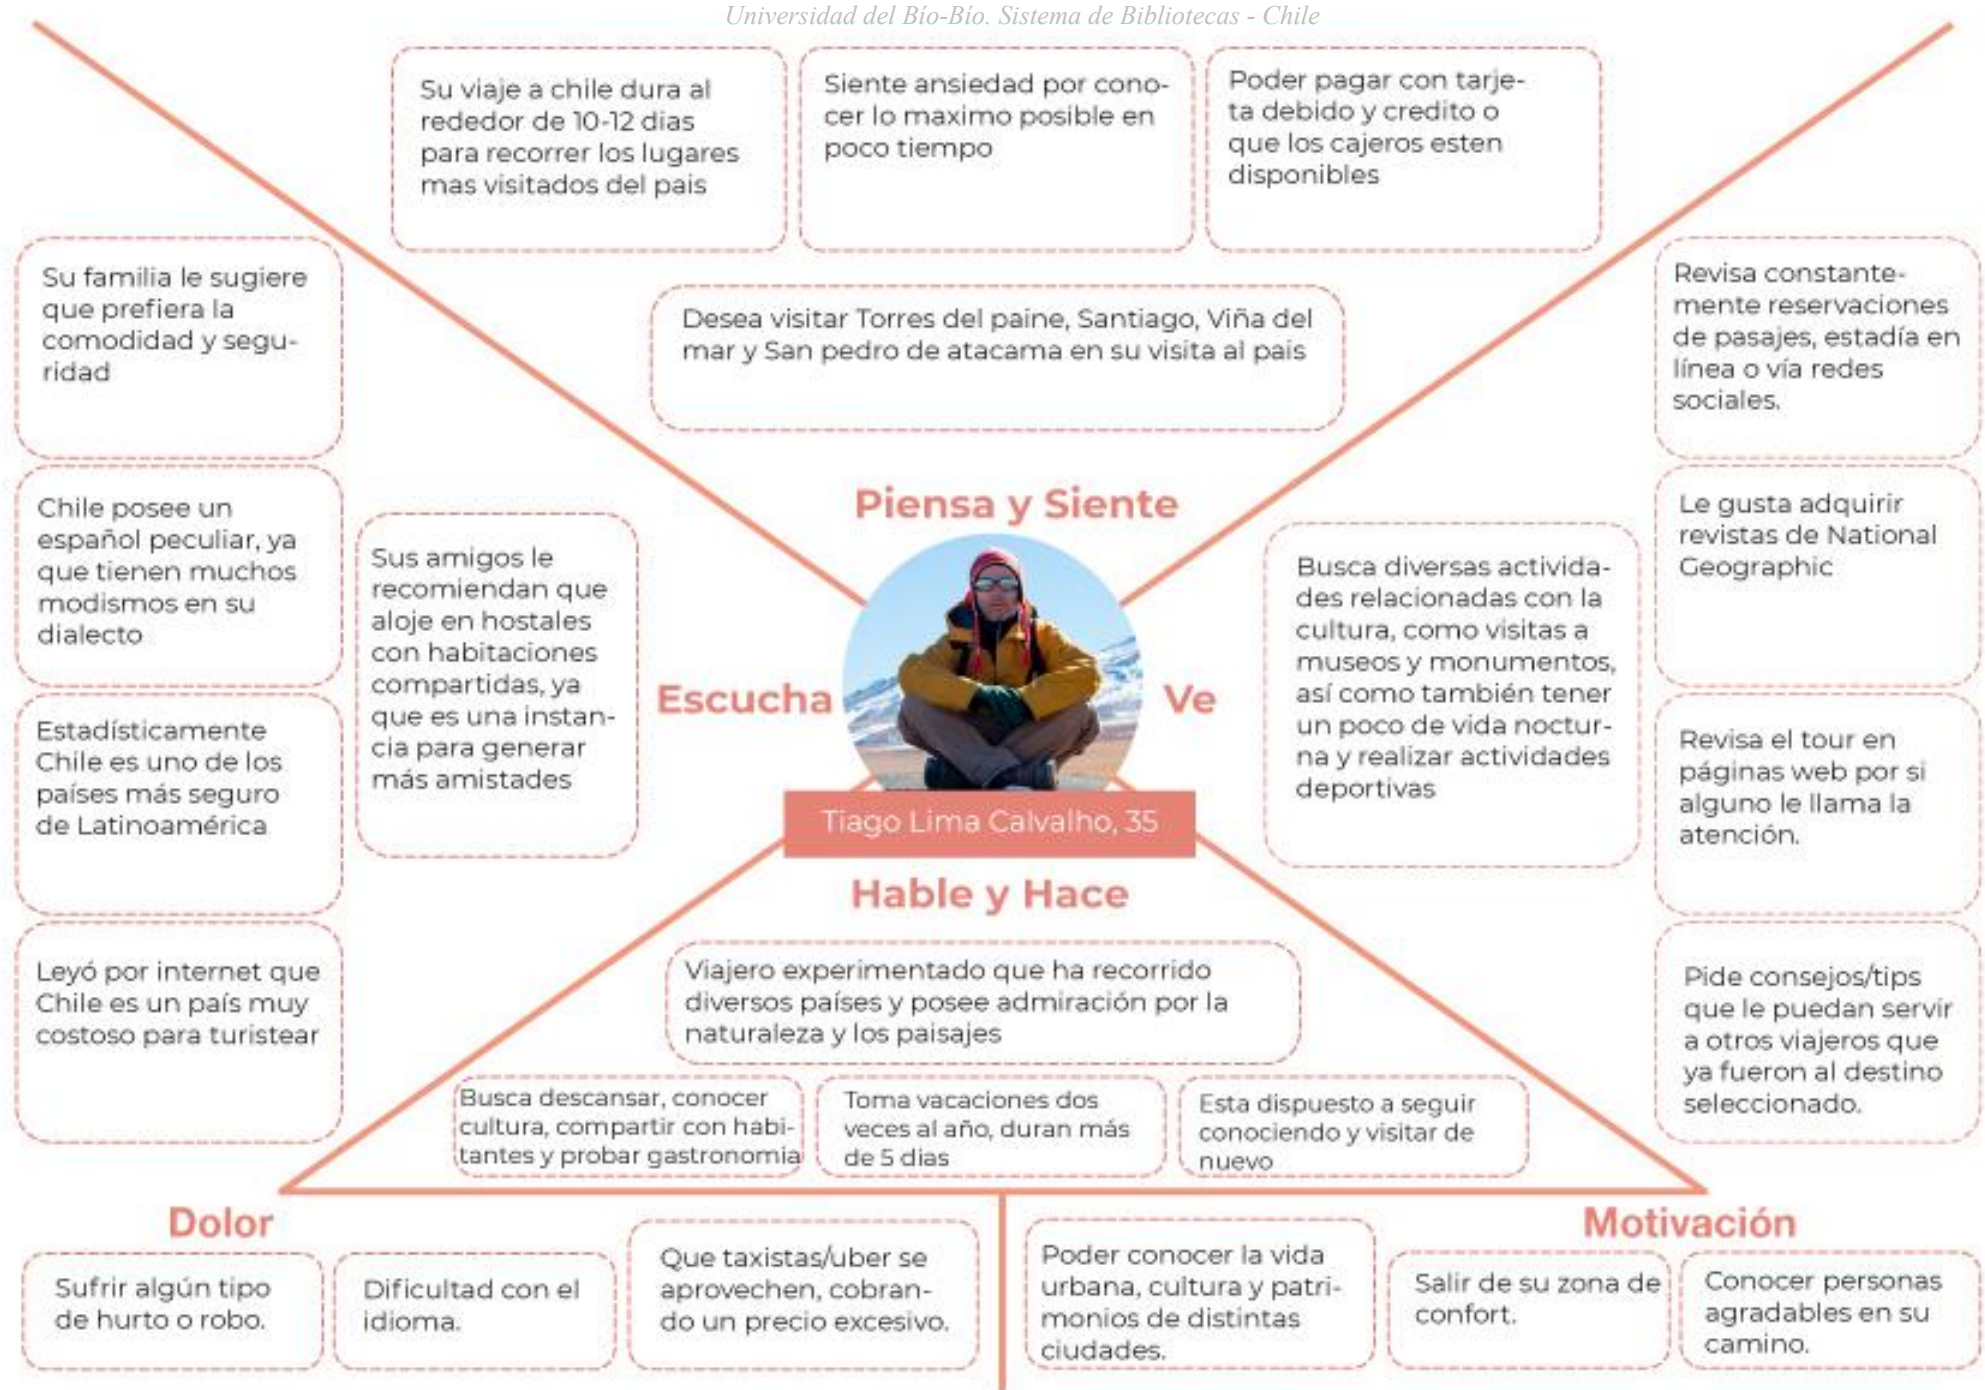 Universidad del Bío-Bío. Sistema de Bibliotecas - Chile
Su viaje a chile dura al
rededor de 10-12 dias
para recorrer los lugares
mas visitados del pais
Siente ansiedad por cono-
cer lo maximo posible en
poco tiempo
Poder pagar con tarje-
ta debido y credito o
que los cajeros esten
disponibles
Desea visitar Torres del paine, Santiago, Viña del
mar y San pedro de atacama en su visita al pais
Piensa y Siente
Su familia le sugiere
que prefiera la
comodidad y segu-
ridad
Chile posee un
español peculiar, ya
que tienen muchos
modismos en su
dialecto
Estadísticamente
Chile es uno de los
países más seguro
de Latinoamérica
Leyó por internet que
Chile es un país muy
costoso para turistear
Sus amigos le
recomiendan que
aloje en hostales
con habitaciones
compartidas, ya
que es una instan-
cia para generar
más amistades
Escucha
Ve
Busca diversas activida-
des relacionadas con la
cultura, como visitas a
museos y monumentos,
así como también tener
un poco de vida noctur-
na y realizar actividades
deportivas
Revisa constante-
mente reservaciones
de pasajes, estadía en
línea o vía redes
sociales.
Le gusta adquirir
revistas de National
Geographic
Revisa el tour en
páginas web por si
alguno le llama la
atención.
Pide consejos/tips
que le puedan servir
a otros viajeros que
ya fueron al destino
seleccionado.
Tiago Lima Calvalho, 35
Hable y Hace
Viajero experimentado que ha recorrido
diversos países y posee admiración por la
naturaleza y los paisajes
Busca descansar, conocer
cultura, compartir con habi-
tantes y probar gastronomia
Toma vacaciones dos
veces al año, duran más
de 5 dias
Esta dispuesto a seguir
conociendo y visitar de
nuevo
Dolor
Sufrir algún tipo
de hurto o robo.
Dificultad con el
idioma.
Que taxistas/uber se
aprovechen, cobran-
do un precio excesivo.
Motivación
Poder conocer la vida
urbana, cultura y patri-
monios de distintas
ciudades.
Salir de su zona de
confort.
Conocer personas
agradables en su
camino.